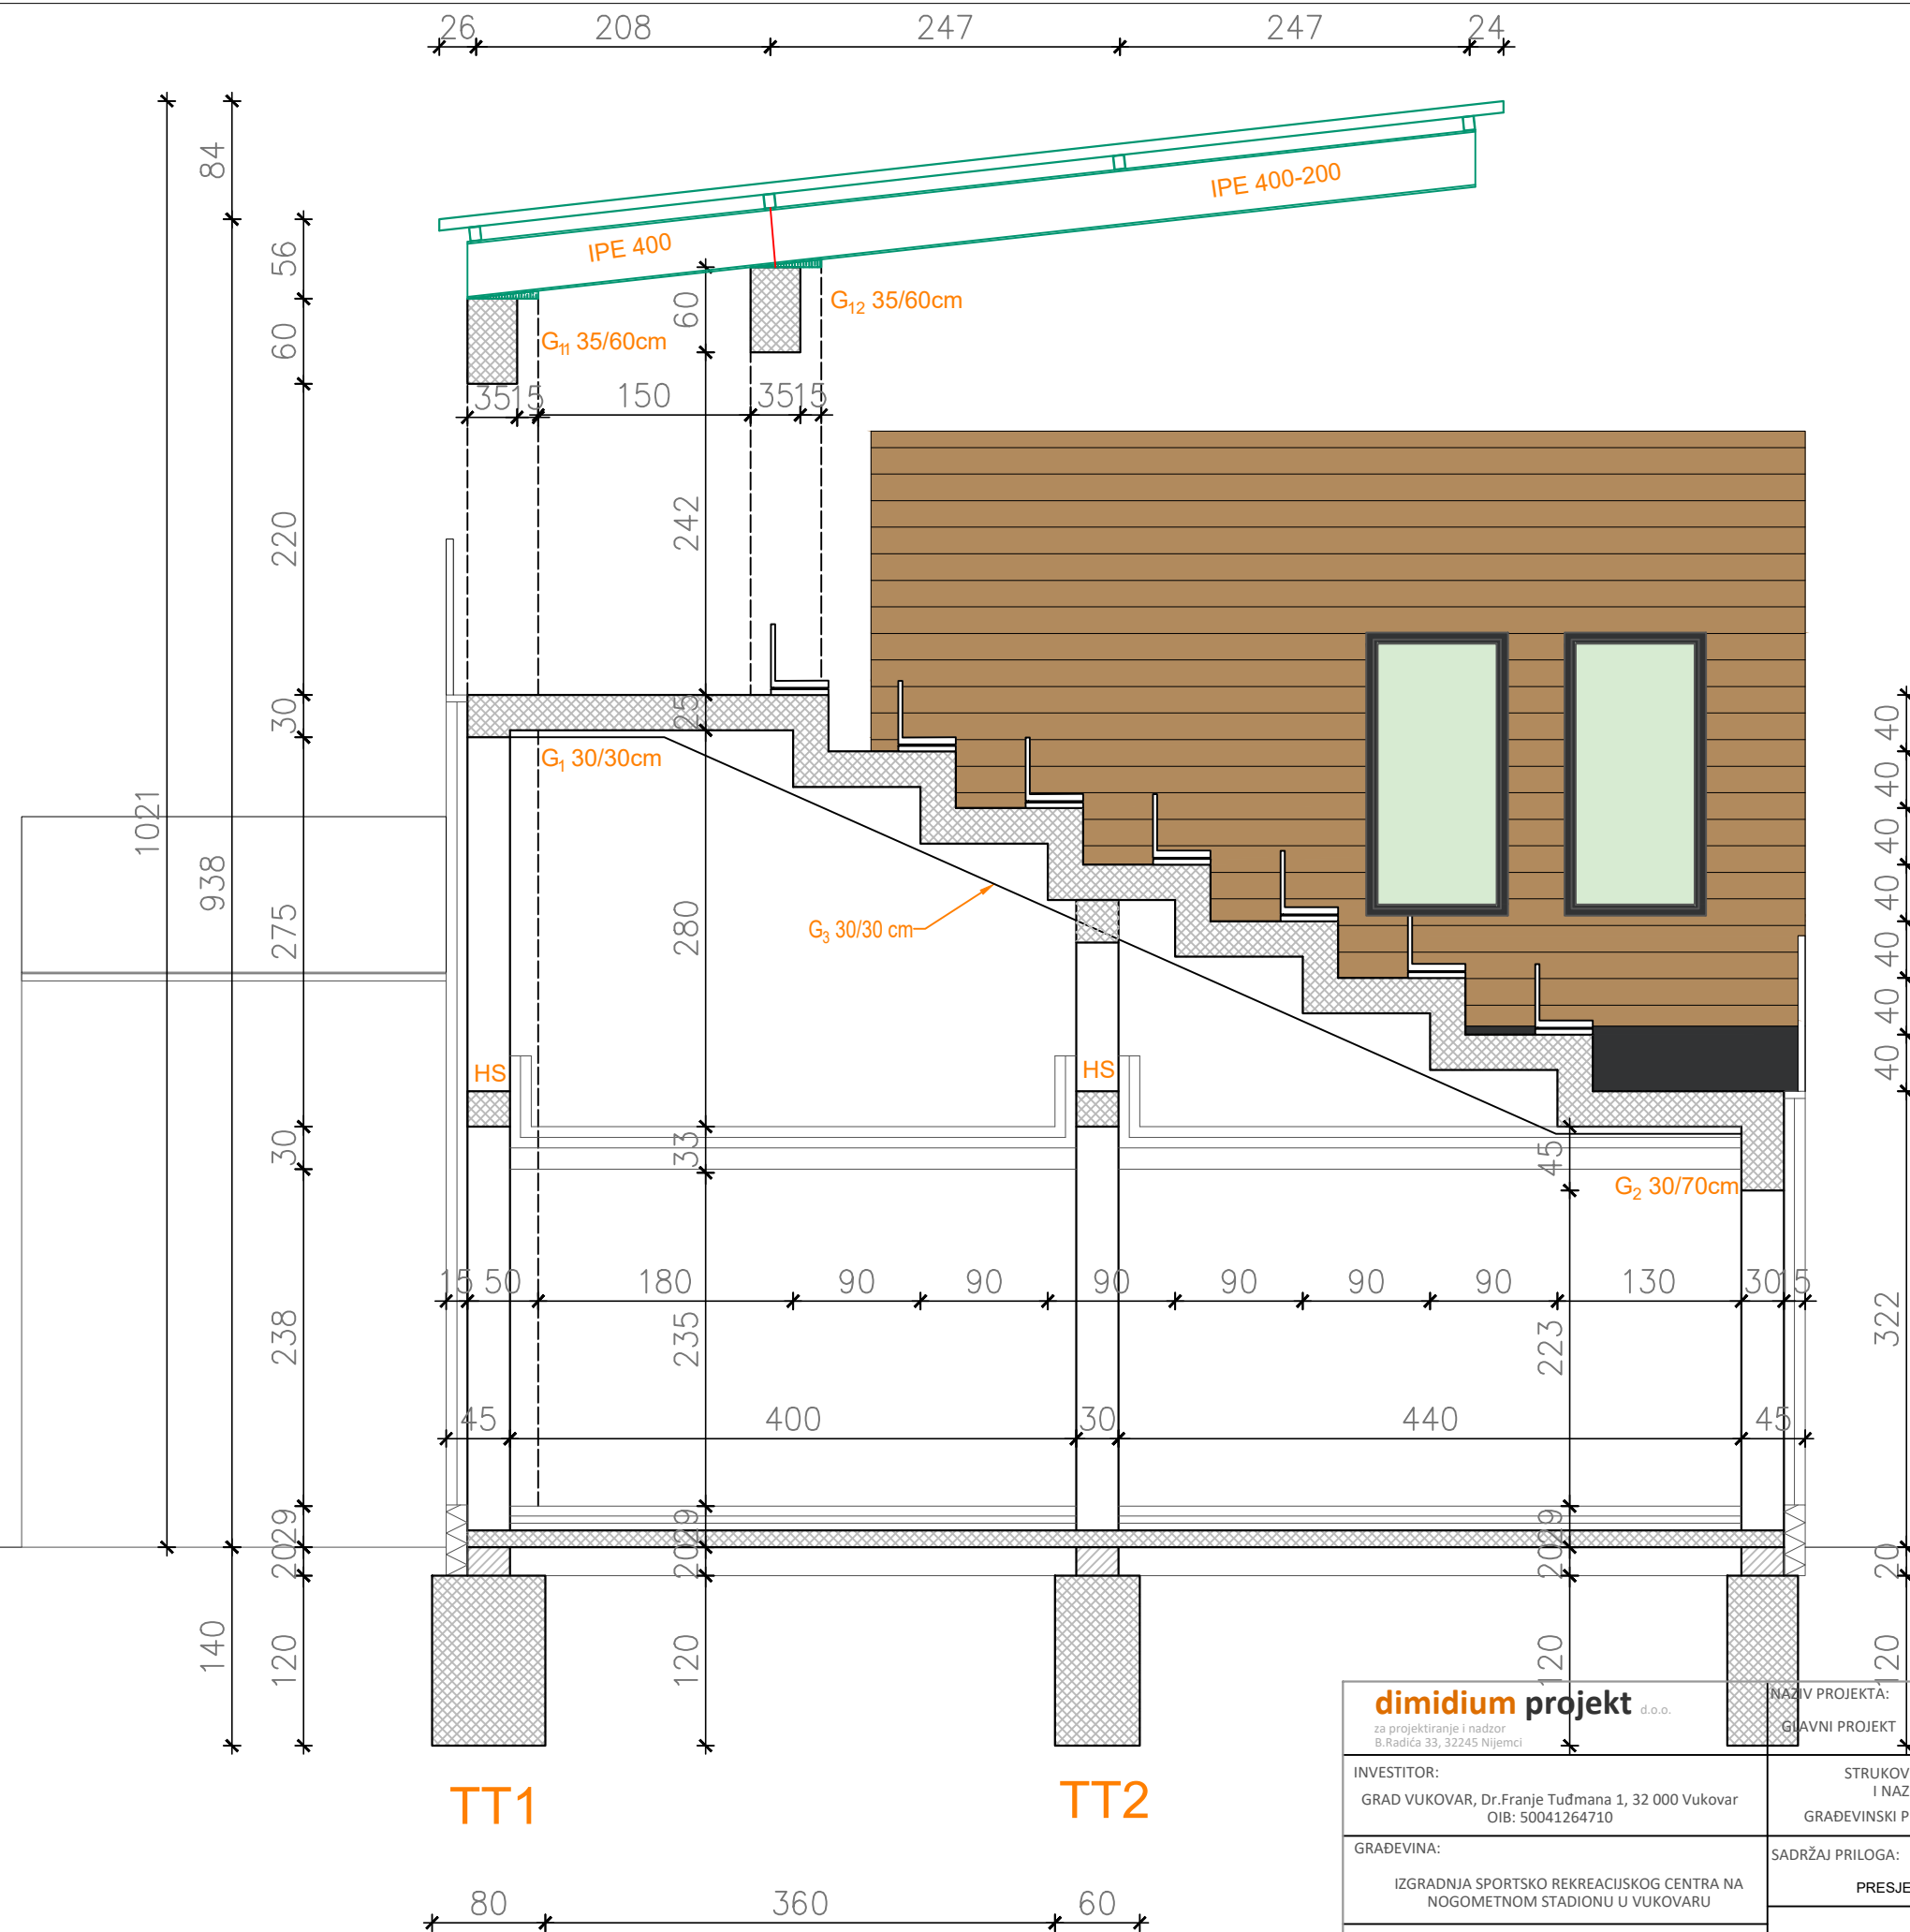 26 208 247 247 24
84
56
60
220
30
275
30
238
29
20
120
1021
938
140
IPE 400
IPE 400-200
G11 35/60cm
G12 35/60cm
35 15 150 35 15
60
242
25
280
33
235
29
20
120
G1 30/30cm
G3 30/30 cm
HS
HS
G2 30/70cm
45
223
29
20
120
40
40
40
40
40
40
40
322
20
120
15 50 180 90 90 90 90 90 90 130 30 15
45 400 30 440 45
TT1
TT2
80 360 60
dimidium projekt d.o.o.
za projektiranje i nadzor
B.Radića 33, 32245 Nijemci
NAZIV PROJEKTA:
GLAVNI PROJEKT
INVESTITOR:
GRAD VUKOVAR, Dr.Franje Tuđmana 1, 32 000 Vukovar
OIB: 50041264710
STRUKOV
I NAZ
GRAĐEVINSKI P
GRAĐEVINA:
IZGRADNJA SPORTSKO REKREACIJSKOG CENTRA NA
NOGOMETNOM STADIONU U VUKOVARU
SADRŽAJ PRILOGA:
PRESJE